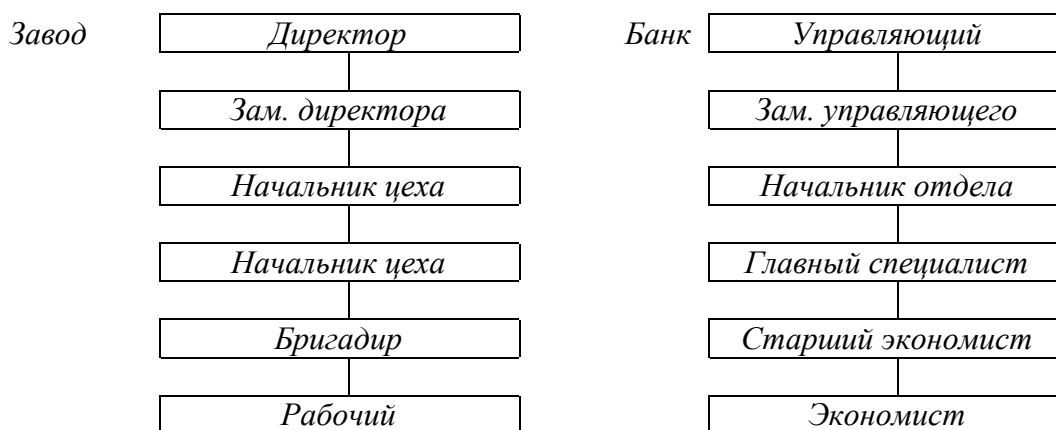 Завод Директор Банк Управляющий
Зам. директора Зам. управляющего
Начальник цеха Начальник отдела
Начальник цеха Главный специалист
Бригадир Старший экономист
Рабочий Экономист